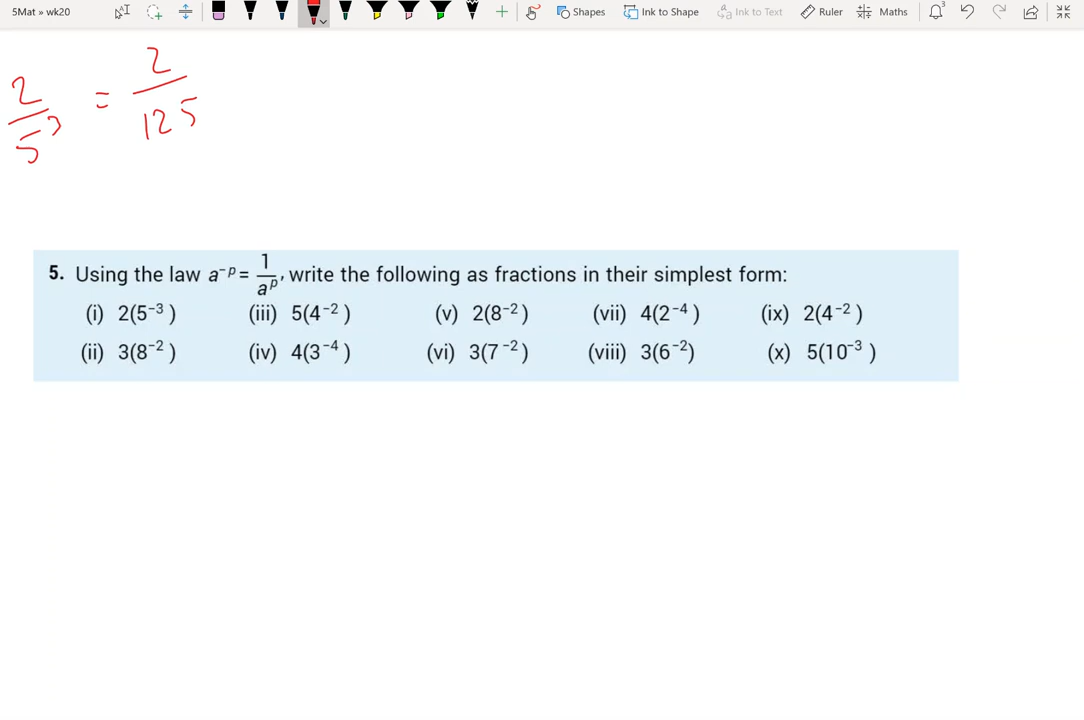 5Mat » wk20 Shapes Ink to Shape Ink to Text Ruler Maths 3
2/5³ = 2/125
5. Using the law a⁻ᵖ = 1/aᵖ, write the following as fractions in their simplest form:
(i) 2(5⁻³) (iii) 5(4⁻²) (v) 2(8⁻²) (vii) 4(2⁻⁴) (ix) 2(4⁻²)
(ii) 3(8⁻²) (iv) 4(3⁻⁴) (vi) 3(7⁻²) (viii) 3(6⁻²) (x) 5(10⁻³)